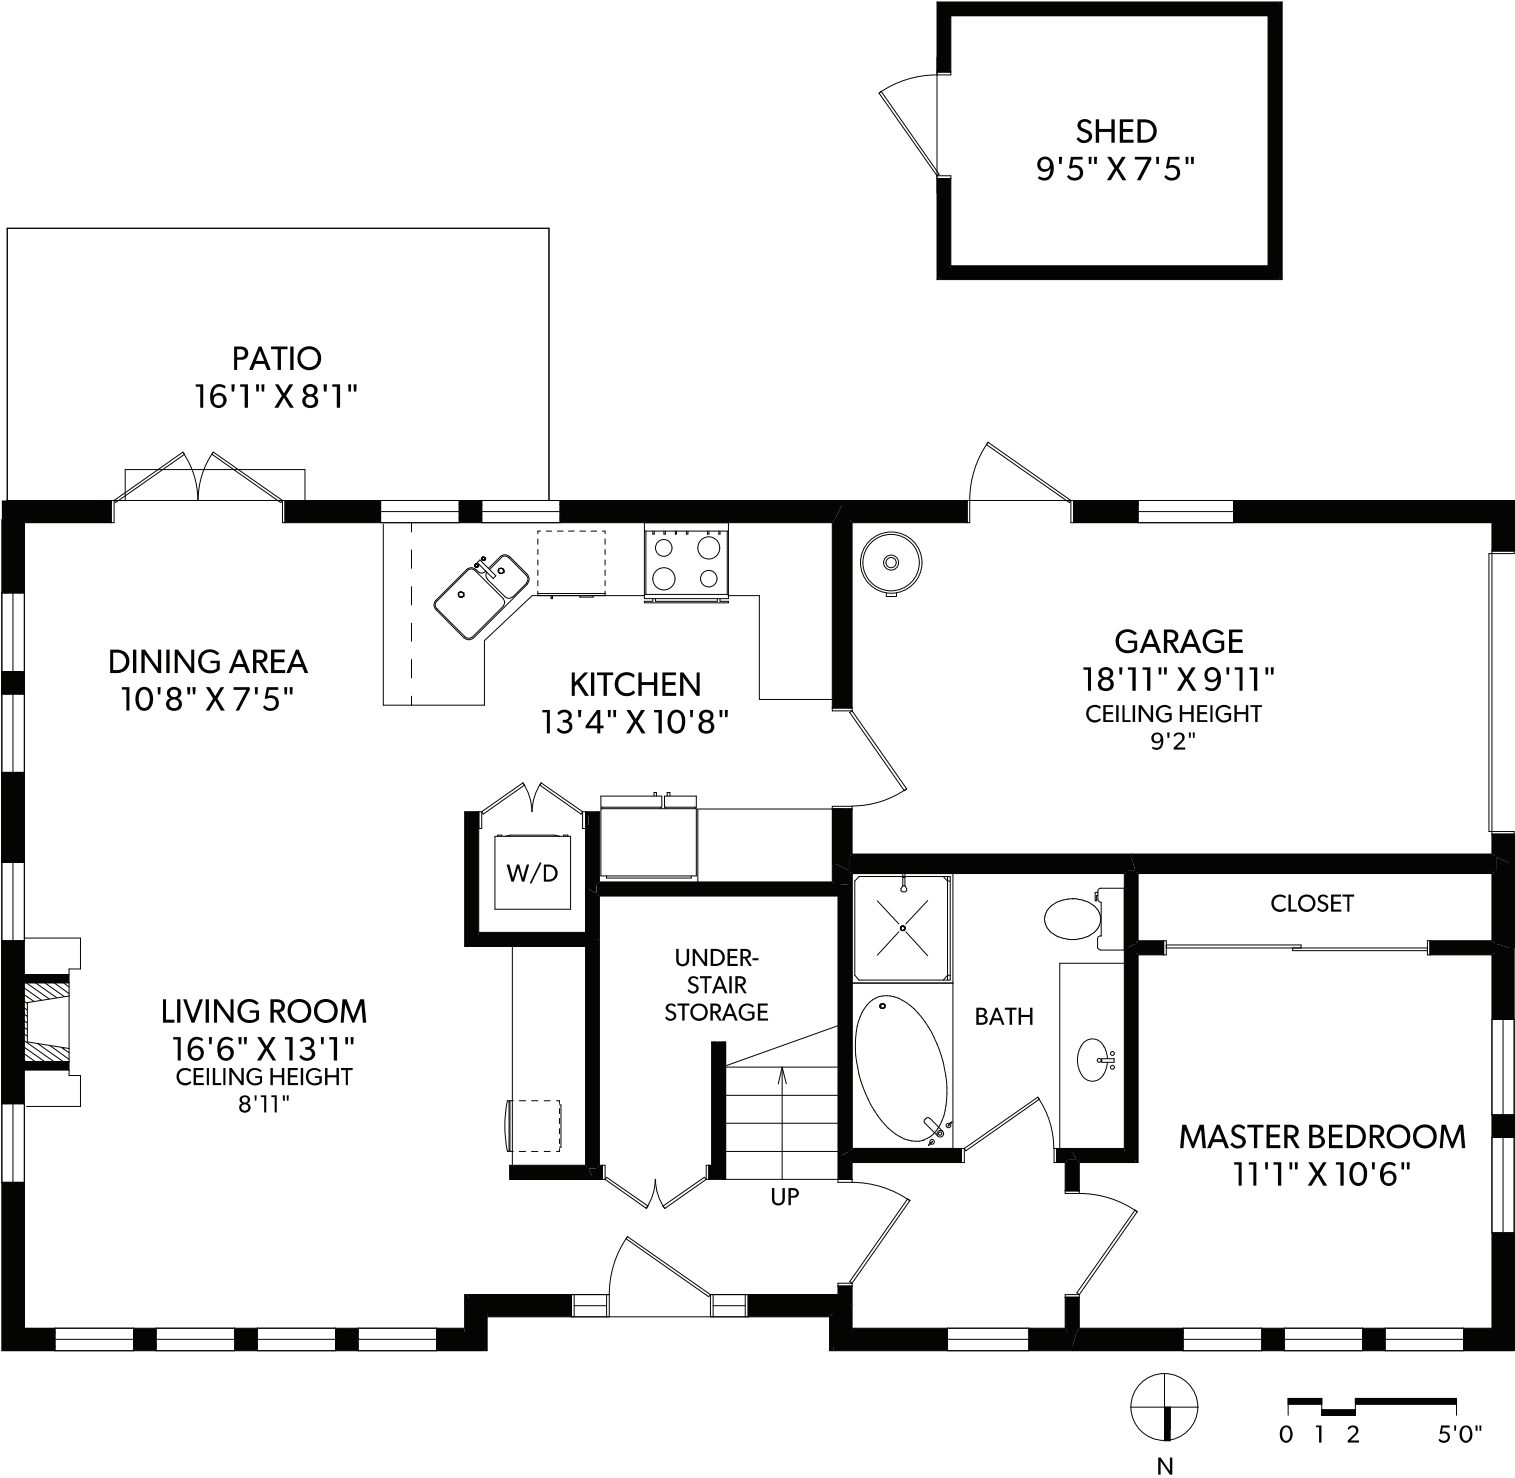 SHED
9'5" X 7'5"
PATIO
16'1" X 8'1"
DINING AREA
10'8" X 7'5"
KITCHEN
13'4" X 10'8"
GARAGE
18'11" X 9'11"
CEILING HEIGHT
9'2"
W/D
CLOSET
UNDER-
STAIR
STORAGE
LIVING ROOM
16'6" X 13'1"
CEILING HEIGHT
8'11"
BATH
MASTER BEDROOM
11'1" X 10'6"
UP
0 1 2 5'0"
N